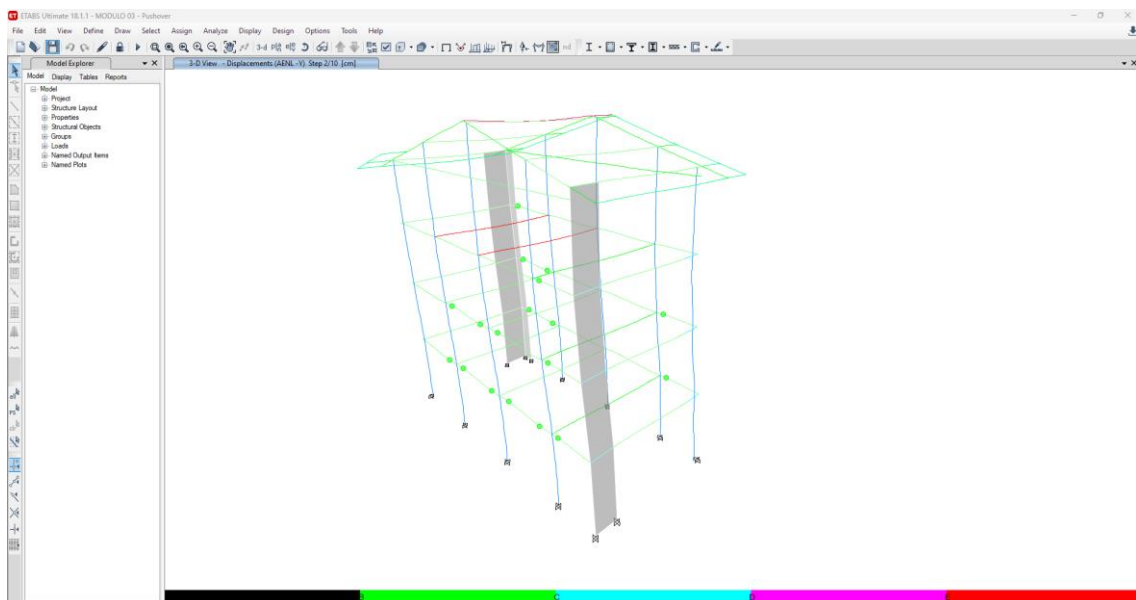 ETABS Ultimate 18.1.1 - MODULO 03 - Pushover
File Edit View Define Draw Select Assign Analyze Display Design Options Tools Help
Model Explorer
3-D View - Displacements (AENL -Y) Step 2/10 [cm]
Model Display Tables Reports
Model
Project
Structure Layout
Properties
Structural Objects
Groups
Loads
Named Output Items
Named Plots